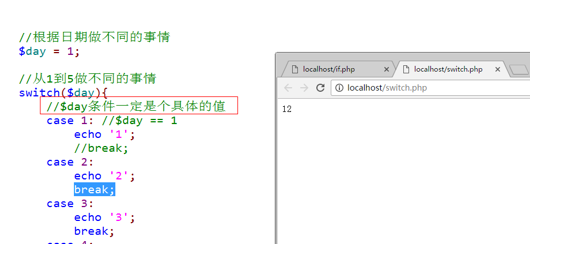 //根据日期做不同的事情
$day = 1;
//从1到5做不同的事情
switch($day){
//$day条件一定是个具体的值
case 1: //$day == 1
echo '1';
//break;
case 2:
echo '2';
break;
case 3:
echo '3';
break;
case 4:
localhost/if.php
localhost/switch.php
localhost/switch.php
12